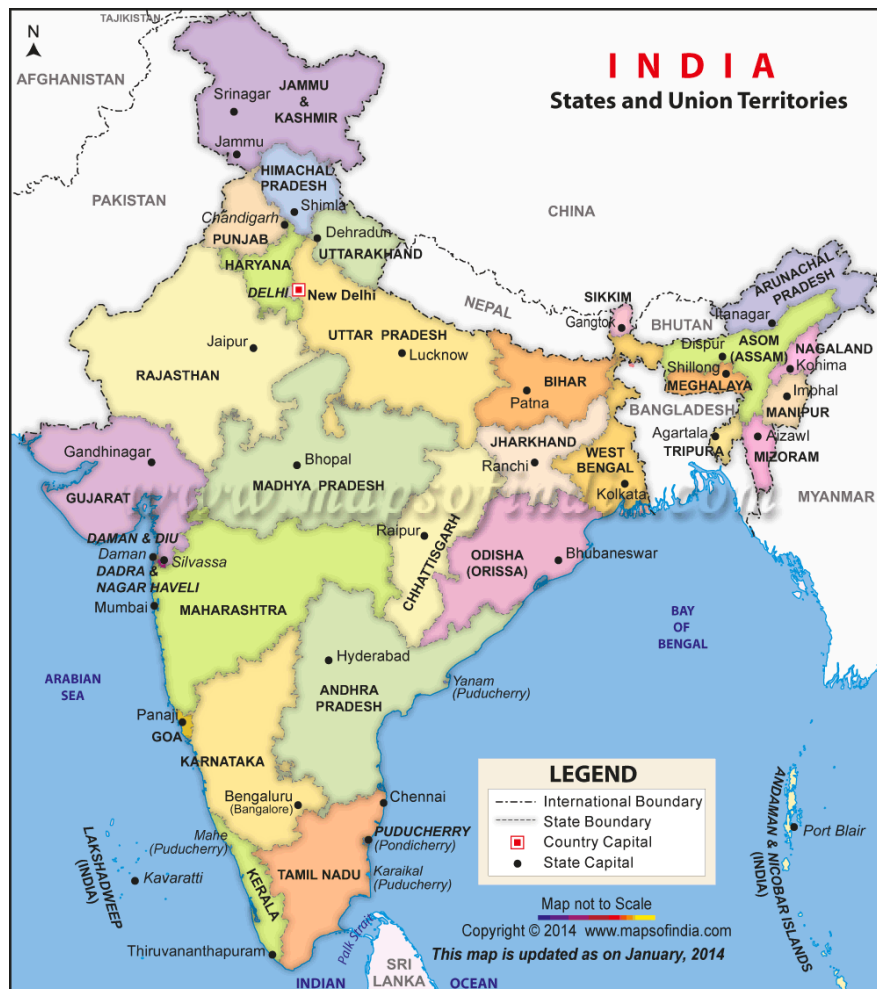 TAJIKISTAN
N
AFGHANISTAN
INDIA
States and Union Territories
JAMMU
&
KASHMIR
Srinagar
Jammu
PAKISTAN
HIMACHAL
PRADESH
Shimla
CHINA
Chandigarh
PUNJAB
Dehradun
UTTARAKHAND
HARYANA
DELHI
New Delhi
NEPAL
SIKKIM
Gangtok
BHUTAN
ARUNACHAL
PRADESH
Itanagar
Dispur
ASOM
(ASSAM)
NAGALAND
Kohima
Shillong
MEGHALAYA
Imphal
MANIPUR
BANGLADESH
Agartala
TRIPURA
Aizawl
MIZORAM
MYANMAR
Jaipur
RAJASTHAN
UTTAR PRADESH
Lucknow
BIHAR
Patna
JHARKHAND
Ranchi
WEST
BENGAL
Kolkata
Gandhinagar
GUJARAT
Bhopal
MADHYA PRADESH
www.mapsofindia.com
DAMAN & DIU
Daman
Silvassa
DADRA &
NAGAR HAVELI
Mumbai
MAHARASHTRA
Raipur
CHHATTISGARH
ODISHA
(ORISSA)
Bhubaneswar
BAY
OF
BENGAL
ARABIAN
SEA
Hyderabad
ANDHRA
PRADESH
Yanam
(Puducherry)
Panaji
GOA
KARNATAKA
Bengaluru
(Bangalore)
Chennai
Mahe
(Puducherry)
PUDUCHERRY
(Pondicherry)
TAMIL NADU
Karaikal
(Puducherry)
KERALA
LAKSHADWEEP
(INDIA)
Kavaratti
Thiruvananthapuram
Palk Strait
SRI
LANKA
INDIAN OCEAN
ANDAMAN & NICOBAR ISLANDS
(INDIA)
Port Blair
LEGEND
International Boundary
State Boundary
Country Capital
State Capital
Map not to Scale
Copyright © 2014 www.mapsofindia.com
This map is updated as on January, 2014